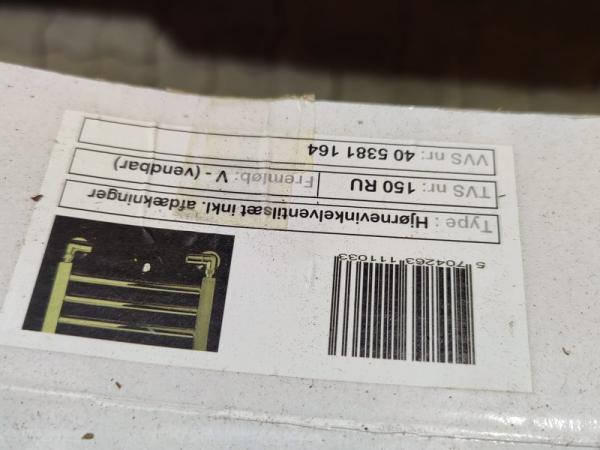 Type : Hjørnevinkelventilsæt inkl. afdækninger
TVS nr: 150 RU Fremløb: V - (vendbar)
VVS nr: 40 5381 164
5 704263 111033